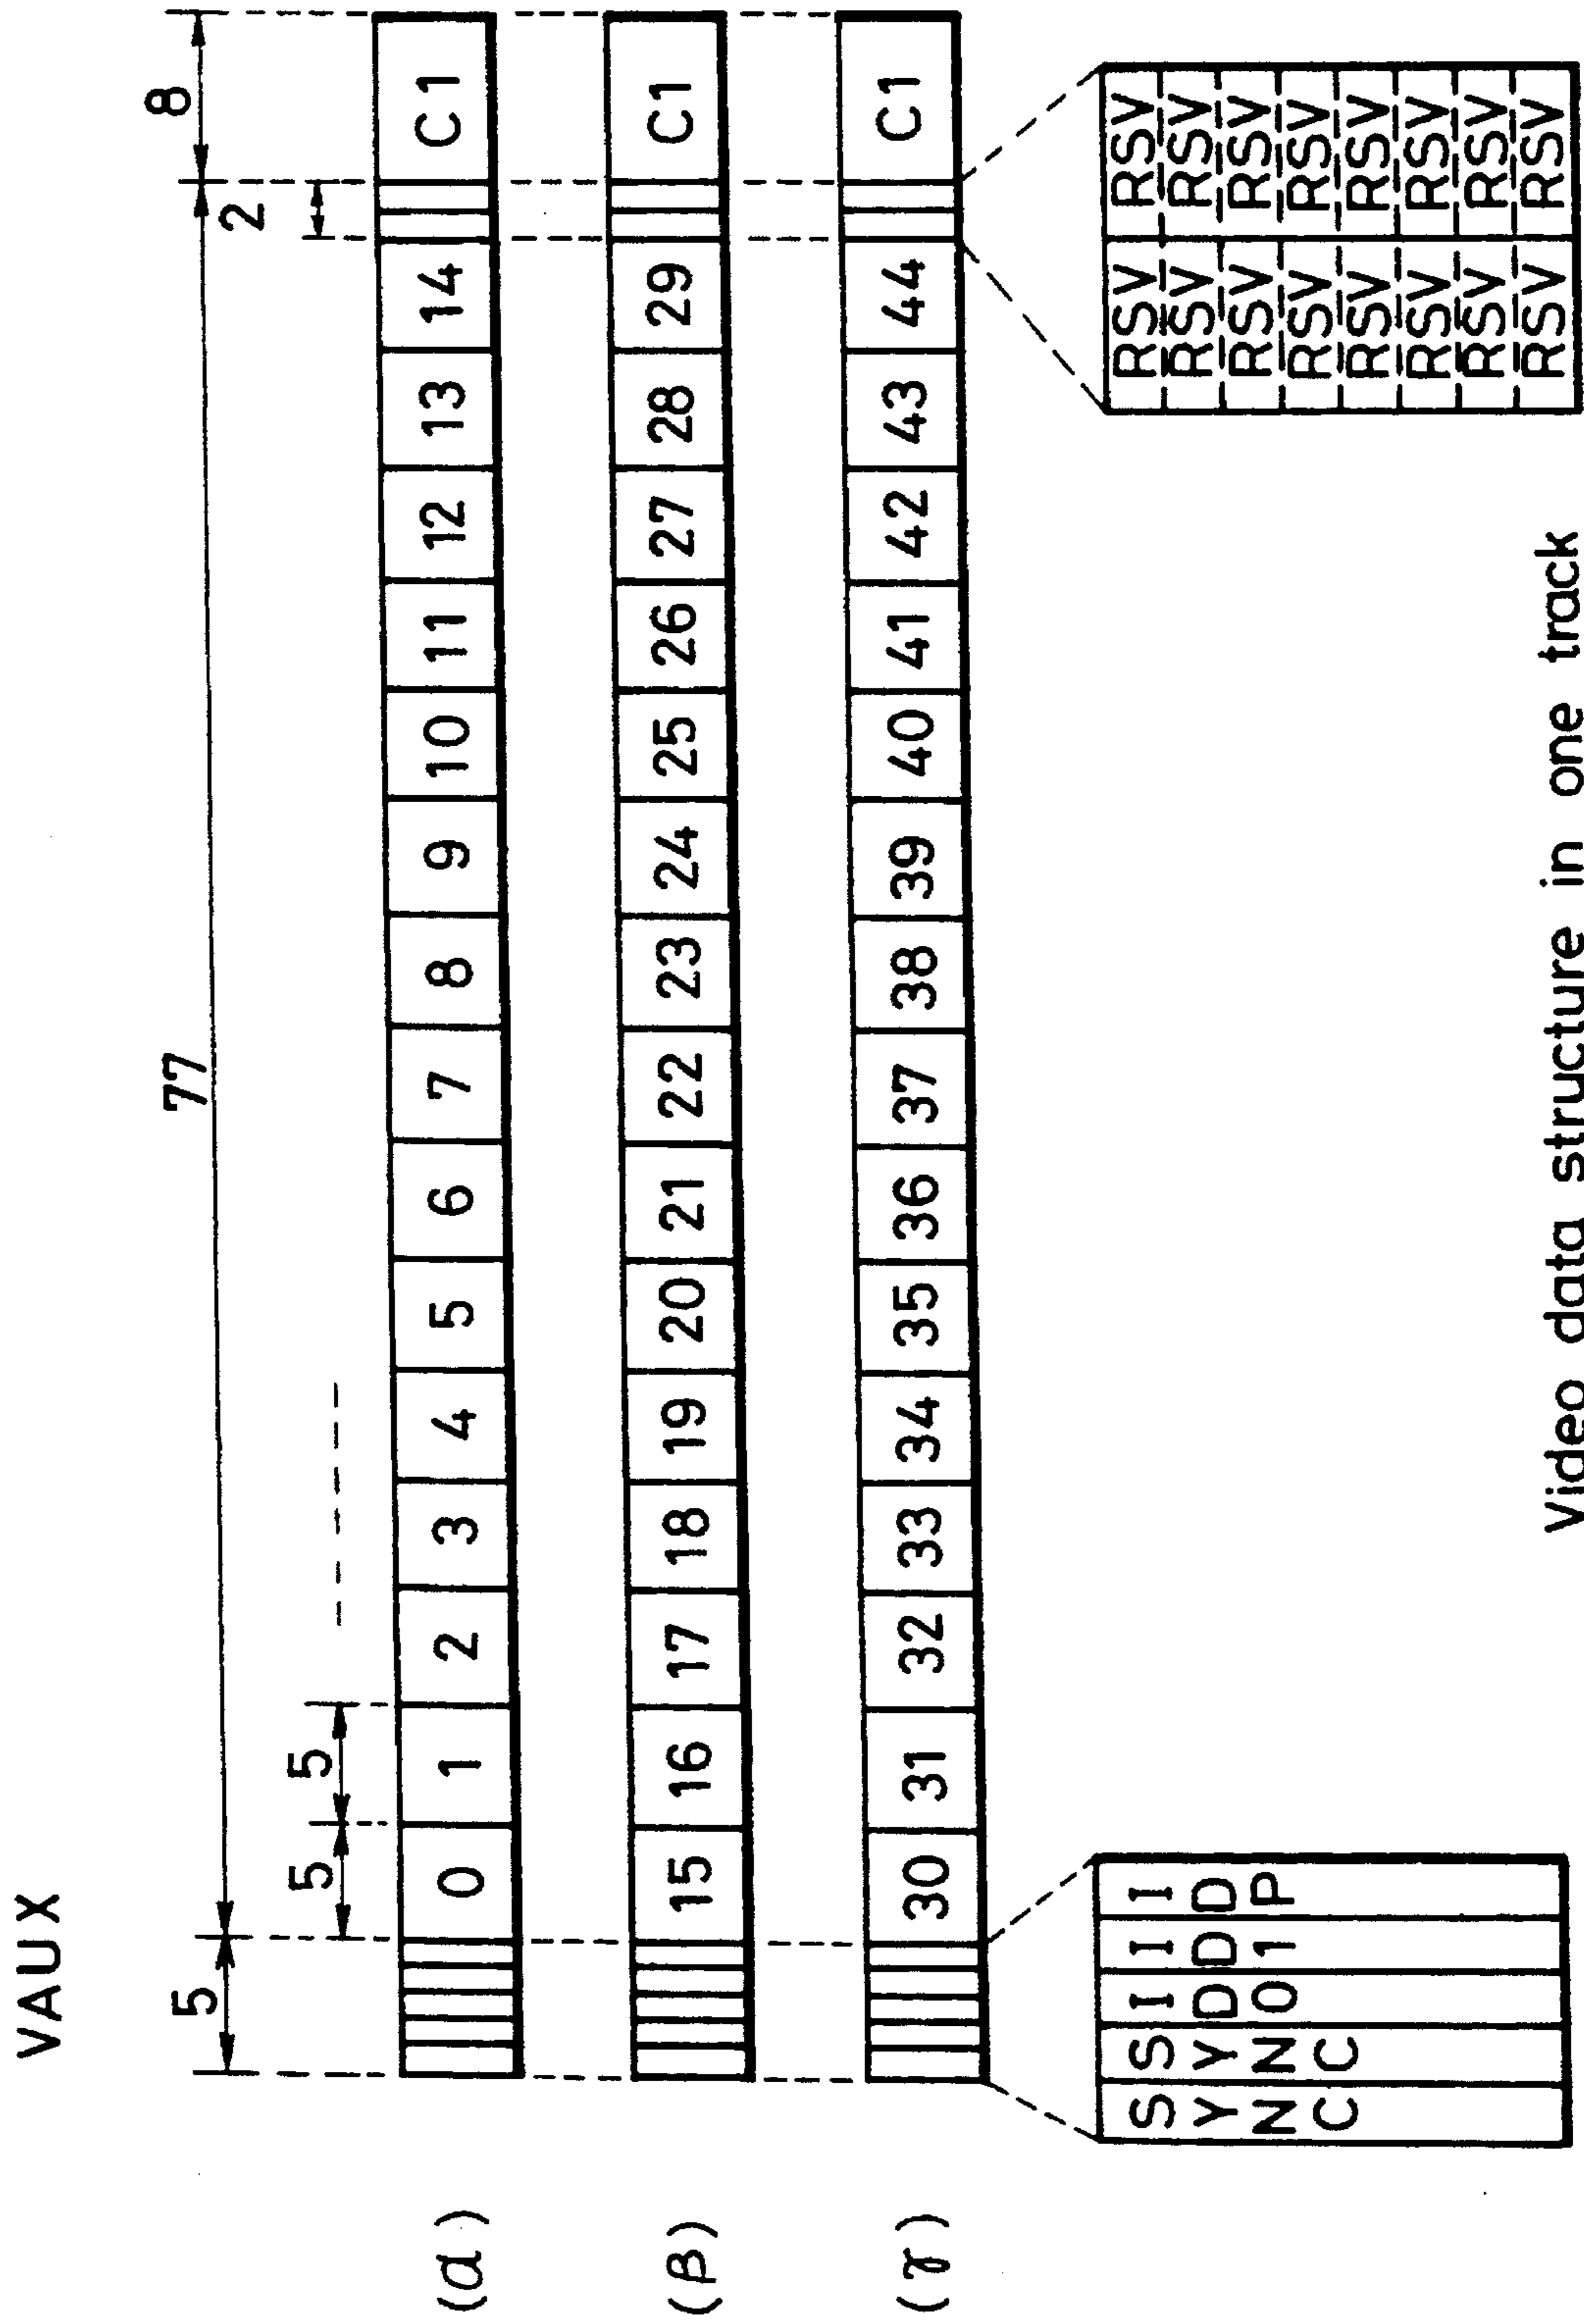 VAUX
5 77 8
5 5 2
(α) 0 1 2 3 4 5 6 7 8 9 10 11 12 13 14 C1
(β) 15 16 17 18 19 20 21 22 23 24 25 26 27 28 29 C1
(γ) 30 31 32 33 34 35 36 37 38 39 40 41 42 43 44 C1
SYNC SYNC ID0 ID1 IDP
RSV RSV
RSV RSV
RSV RSV
RSV RSV
RSV RSV
RSV RSV
RSV RSV
RSV RSV
Video data structure in one track